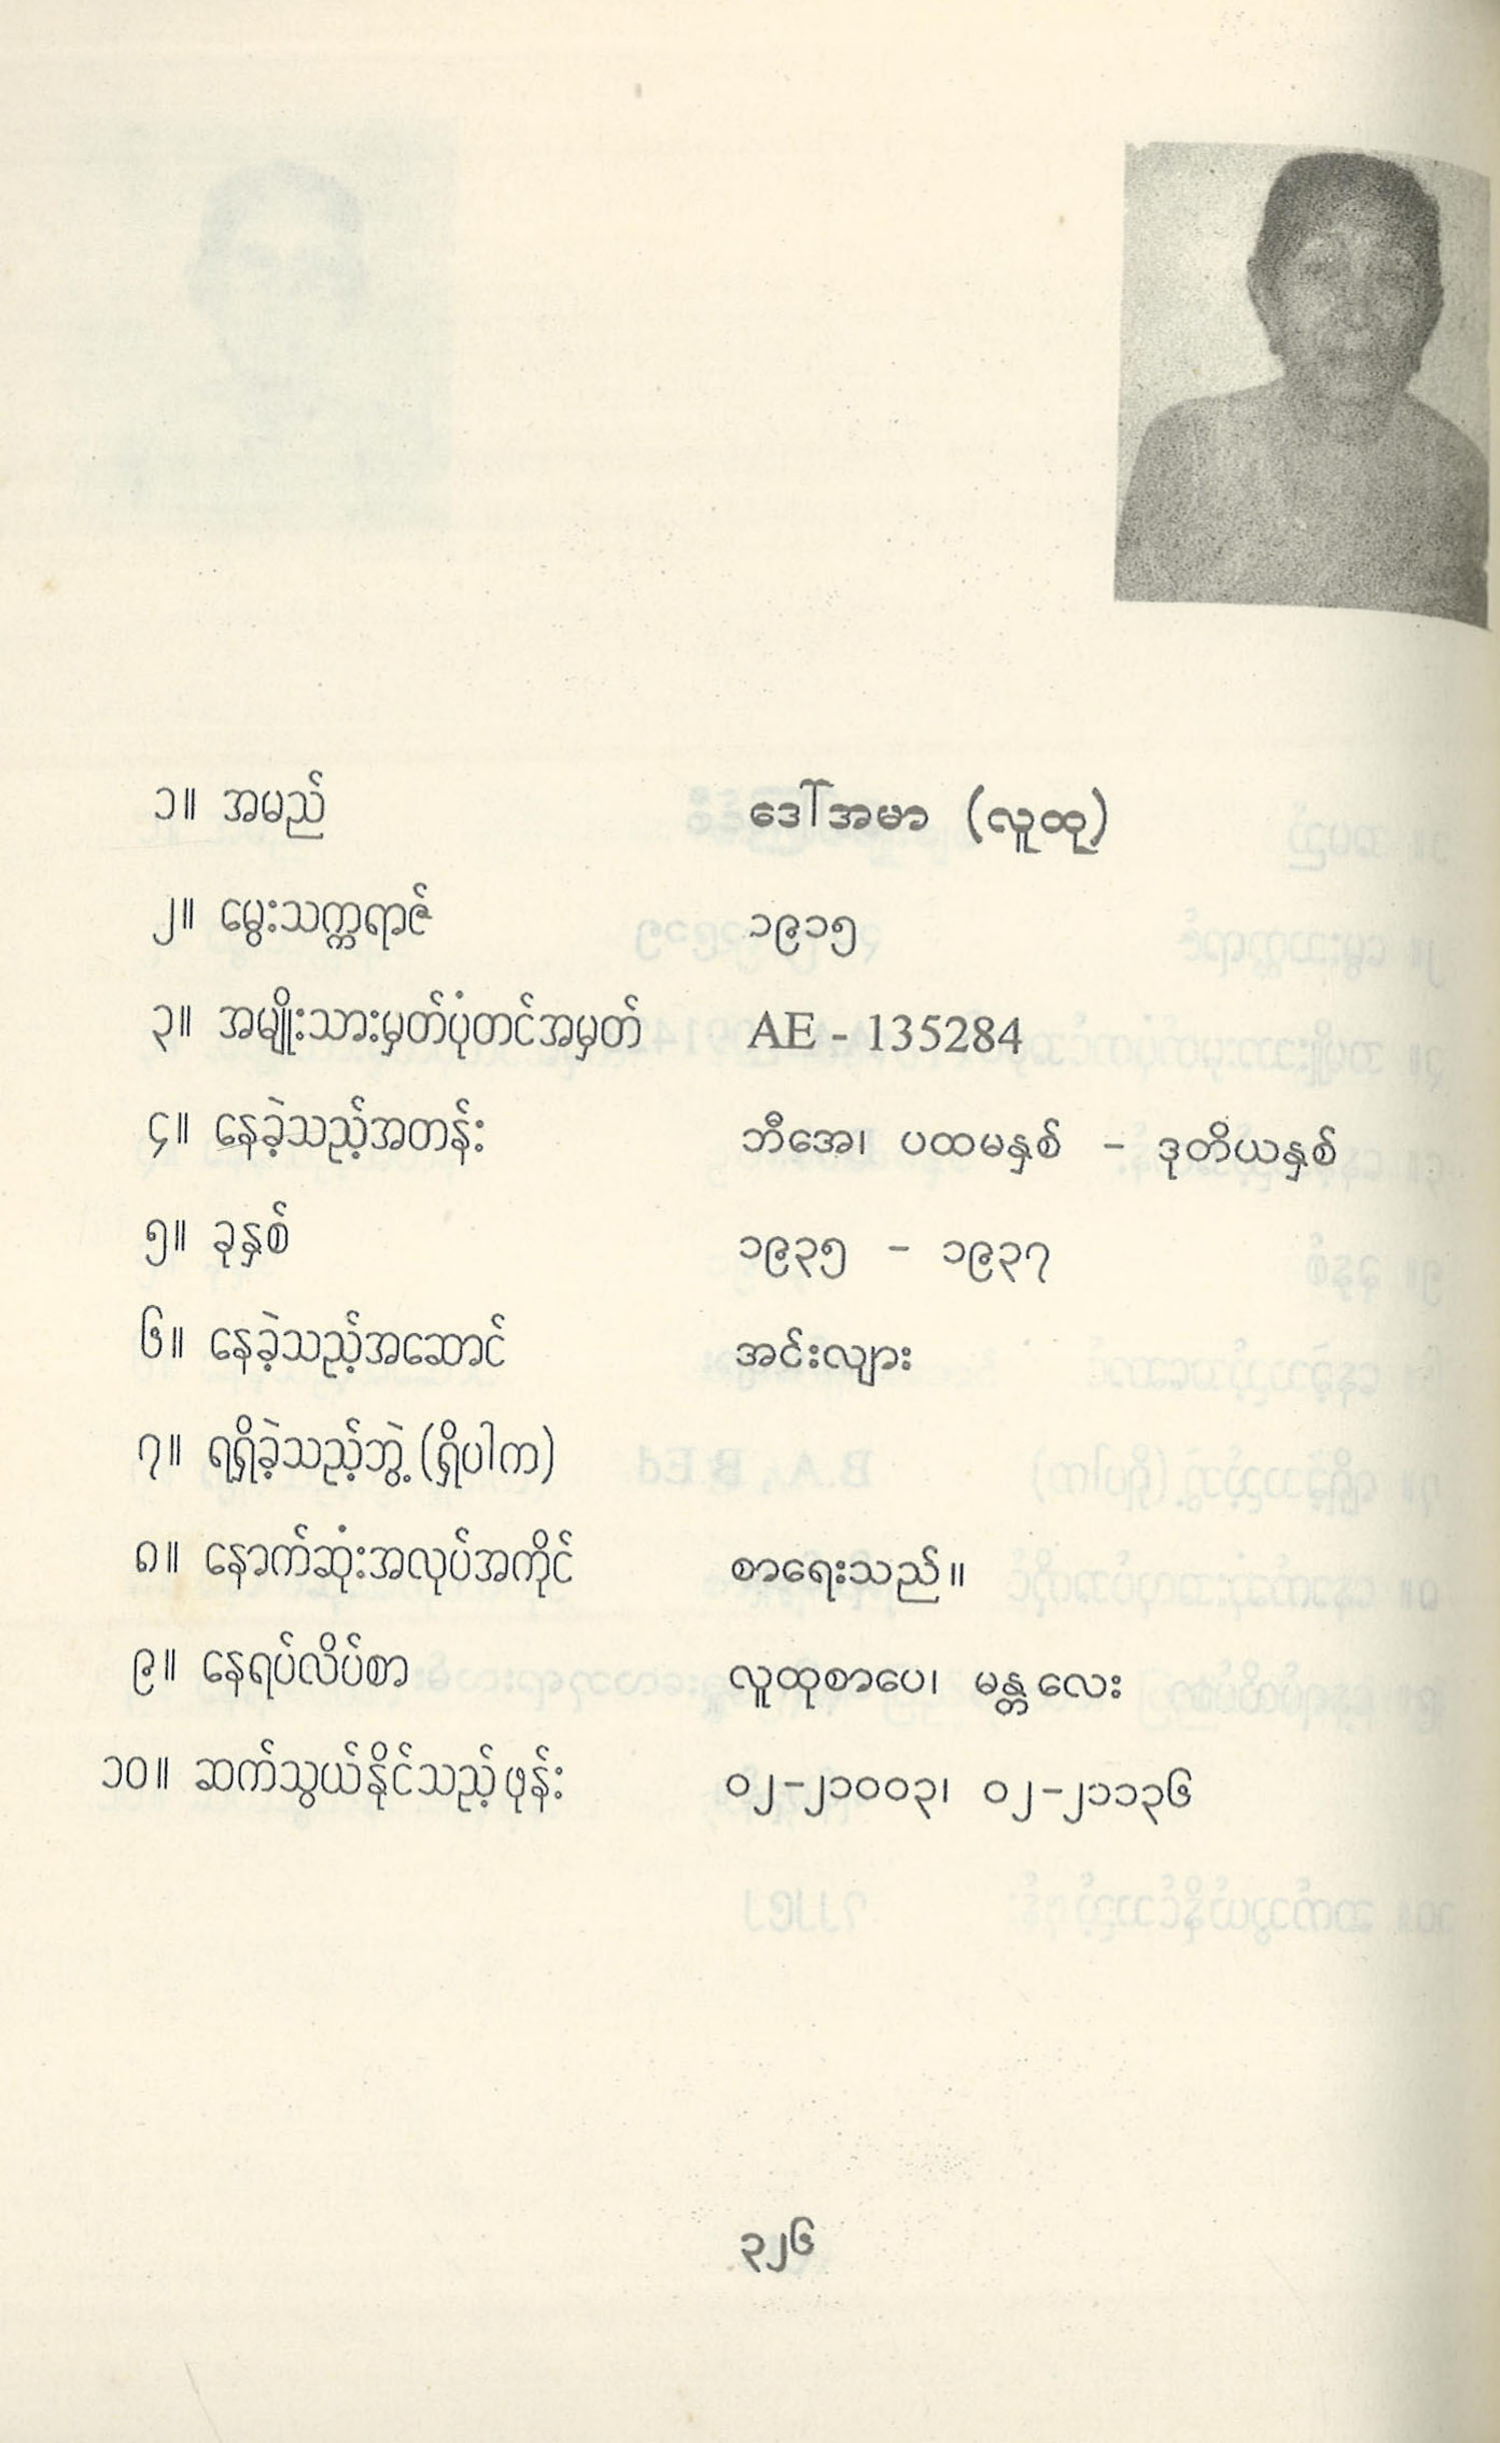 ၁။ အမည် ဒေါ်အမာ (လူထု)
၂။ မွေးသက္ကရာဇ် ၁၉၁၅
၃။ အမျိုးသားမှတ်ပုံတင်အမှတ် AE - 135284
၄။ နေခဲ့သည့်အတန်း ဘီအေ၊ ပထမနှစ် - ဒုတိယနှစ်
၅။ ခုနှစ် ၁၉၃၅ - ၁၉၃၇
၆။ နေခဲ့သည့်အဆောင် အင်းလျား
၇။ ရရှိခဲ့သည့်ဘွဲ့ (ရှိပါက)
၈။ နောက်ဆုံးအလုပ်အကိုင် စာရေးသည်။
၉။ နေရပ်လိပ်စာ လူထုစာပေ၊ မန္တလေး
၁၀။ ဆက်သွယ်နိုင်သည့်ဖုန်း ၀၂-၂၁၀၀၃၊ ၀၂-၂၁၁၃၆
၃၂၆